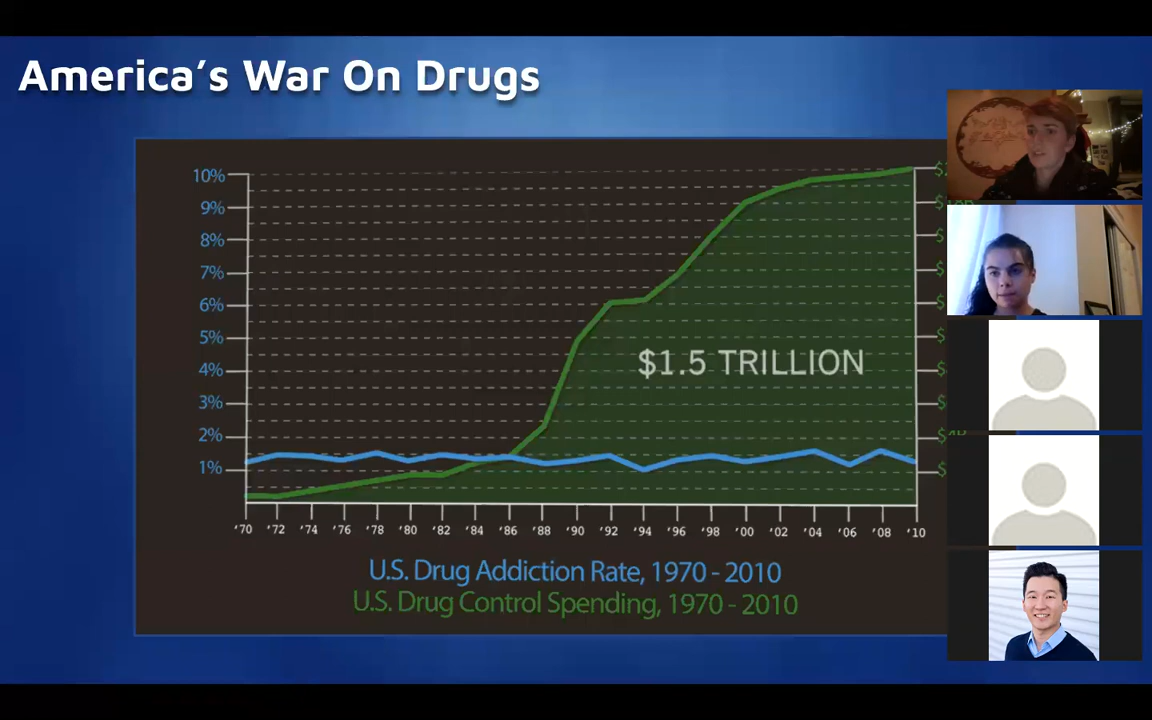 America's War On Drugs
10%
9%
8%
7%
6%
5%
4%
3%
2%
1%
$1.5 TRILLION
'70 '72 '74 '76 '78 '80 '82 '84 '86 '88 '90 '92 '94 '96 '98 '00 '02 '04 '06 '08 '10
U.S. Drug Addiction Rate, 1970 - 2010
U.S. Drug Control Spending, 1970 - 2010